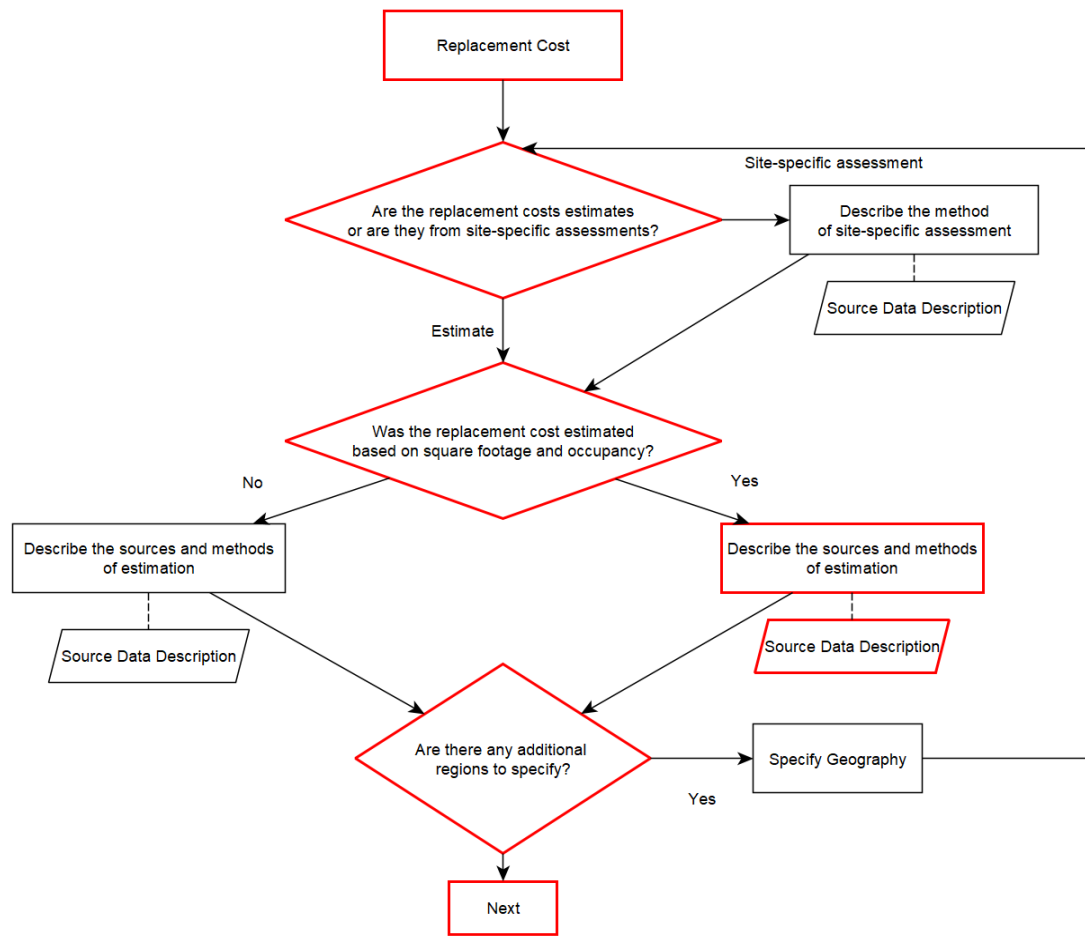 Replacement Cost
Site-specific assessment
Are the replacement costs estimates
or are they from site-specific assessments?
Describe the method
of site-specific assessment
Source Data Description
Estimate
Was the replacement cost estimated
based on square footage and occupancy?
No
Yes
Describe the sources and methods
of estimation
Describe the sources and methods
of estimation
Source Data Description
Source Data Description
Are there any additional
regions to specify?
Specify Geography
Yes
Next